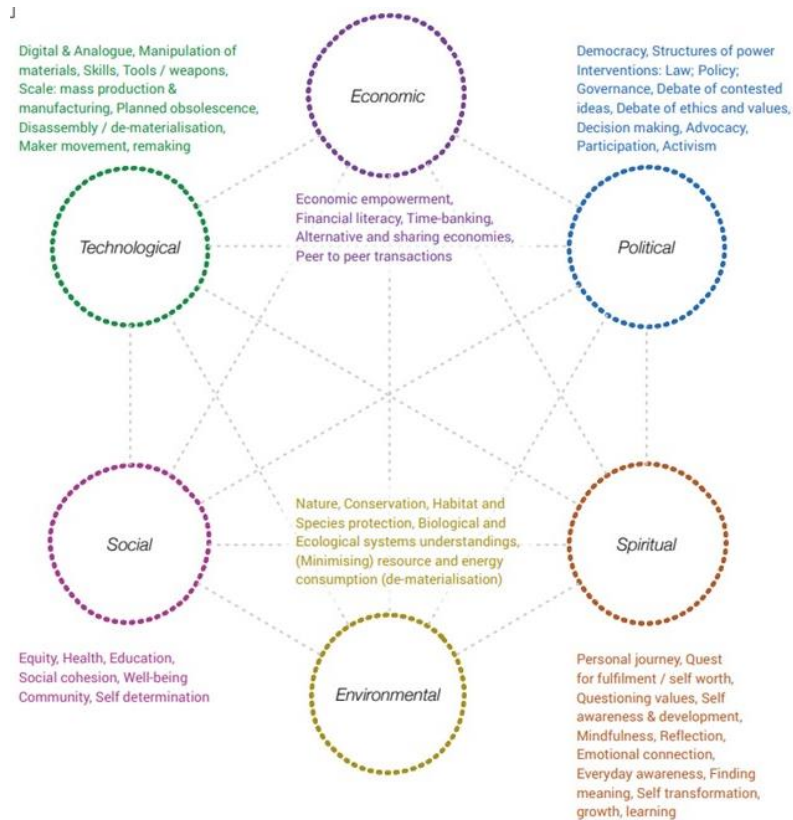 Digital & Analogue, Manipulation of
materials, Skills, Tools / weapons,
Scale: mass production &
manufacturing, Planned obsolescence,
Disassembly / de-materialisation,
Maker movement, remaking
Economic
Democracy, Structures of power
Interventions: Law; Policy;
Governance, Debate of contested
ideas, Debate of ethics and values,
Decision making, Advocacy,
Participation, Activism
Technological
Economic empowerment,
Financial literacy, Time-banking,
Alternative and sharing economies,
Peer to peer transactions
Political
Social
Nature, Conservation, Habitat and
Species protection, Biological and
Ecological systems understandings,
(Minimising) resource and energy
consumption (de-materialisation)
Spiritual
Equity, Health, Education,
Social cohesion, Well-being
Community, Self determination
Environmental
Personal journey, Quest
for fulfilment / self worth,
Questioning values, Self
awareness & development,
Mindfulness, Reflection,
Emotional connection,
Everyday awareness, Finding
meaning, Self transformation,
growth, learning